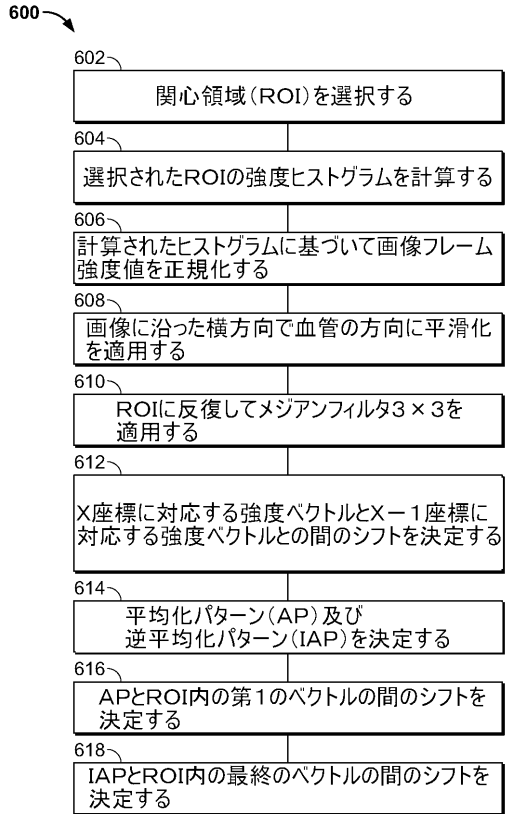 600
602
関心領域(ROI)を選択する
604
選択されたROIの強度ヒストグラムを計算する
606
計算されたヒストグラムに基づいて画像フレーム
強度値を正規化する
608
画像に沿った横方向で血管の方向に平滑化
を適用する
610
ROIに反復してメジアンフィルタ3×3を
適用する
612
X座標に対応する強度ベクトルとX-1座標に
対応する強度ベクトルとの間のシフトを決定する
614
平均化パターン(AP)及び
逆平均化パターン(IAP)を決定する
616
APとROI内の第1のベクトルの間のシフトを
決定する
618
IAPとROI内の最終のベクトルの間のシフトを
決定する